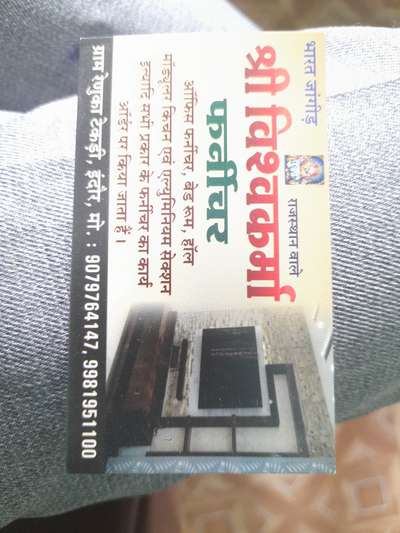 भारत जांगीड़
राजस्थान वाले
श्री विश्वकर्मा
फर्नीचर
ऑफिस फर्नीचर, बेड रूम, हॉल
मॉड्युलर किचन एवं एल्युमिनियम सेक्शन
इत्यादि सभी प्रकार के फर्नीचर का कार्य
ऑर्डर पर किया जाता है ।
ग्राम रेणुका टेकडी, इंदौर. मो. : 9079764147, 9981951100